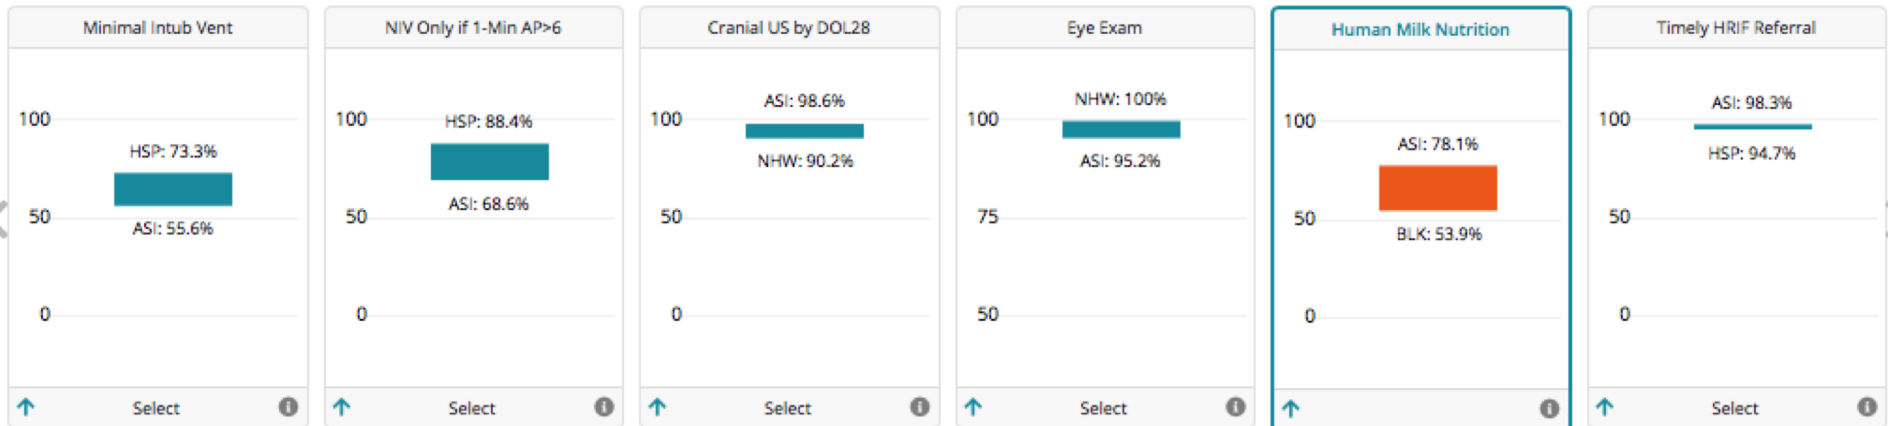 Minimal Intub Vent
100
HSP: 73.3%
50
ASI: 55.6%
0
Select
NIV Only if 1-Min AP>6
100
HSP: 88.4%
50
ASI: 68.6%
0
Select
Cranial US by DOL28
ASI: 98.6%
100
NHW: 90.2%
50
0
Select
Eye Exam
NHW: 100%
100
ASI: 95.2%
75
50
Select
Human Milk Nutrition
100
ASI: 78.1%
50
BLK: 53.9%
0
Timely HRIF Referral
ASI: 98.3%
100
HSP: 94.7%
50
0
Select